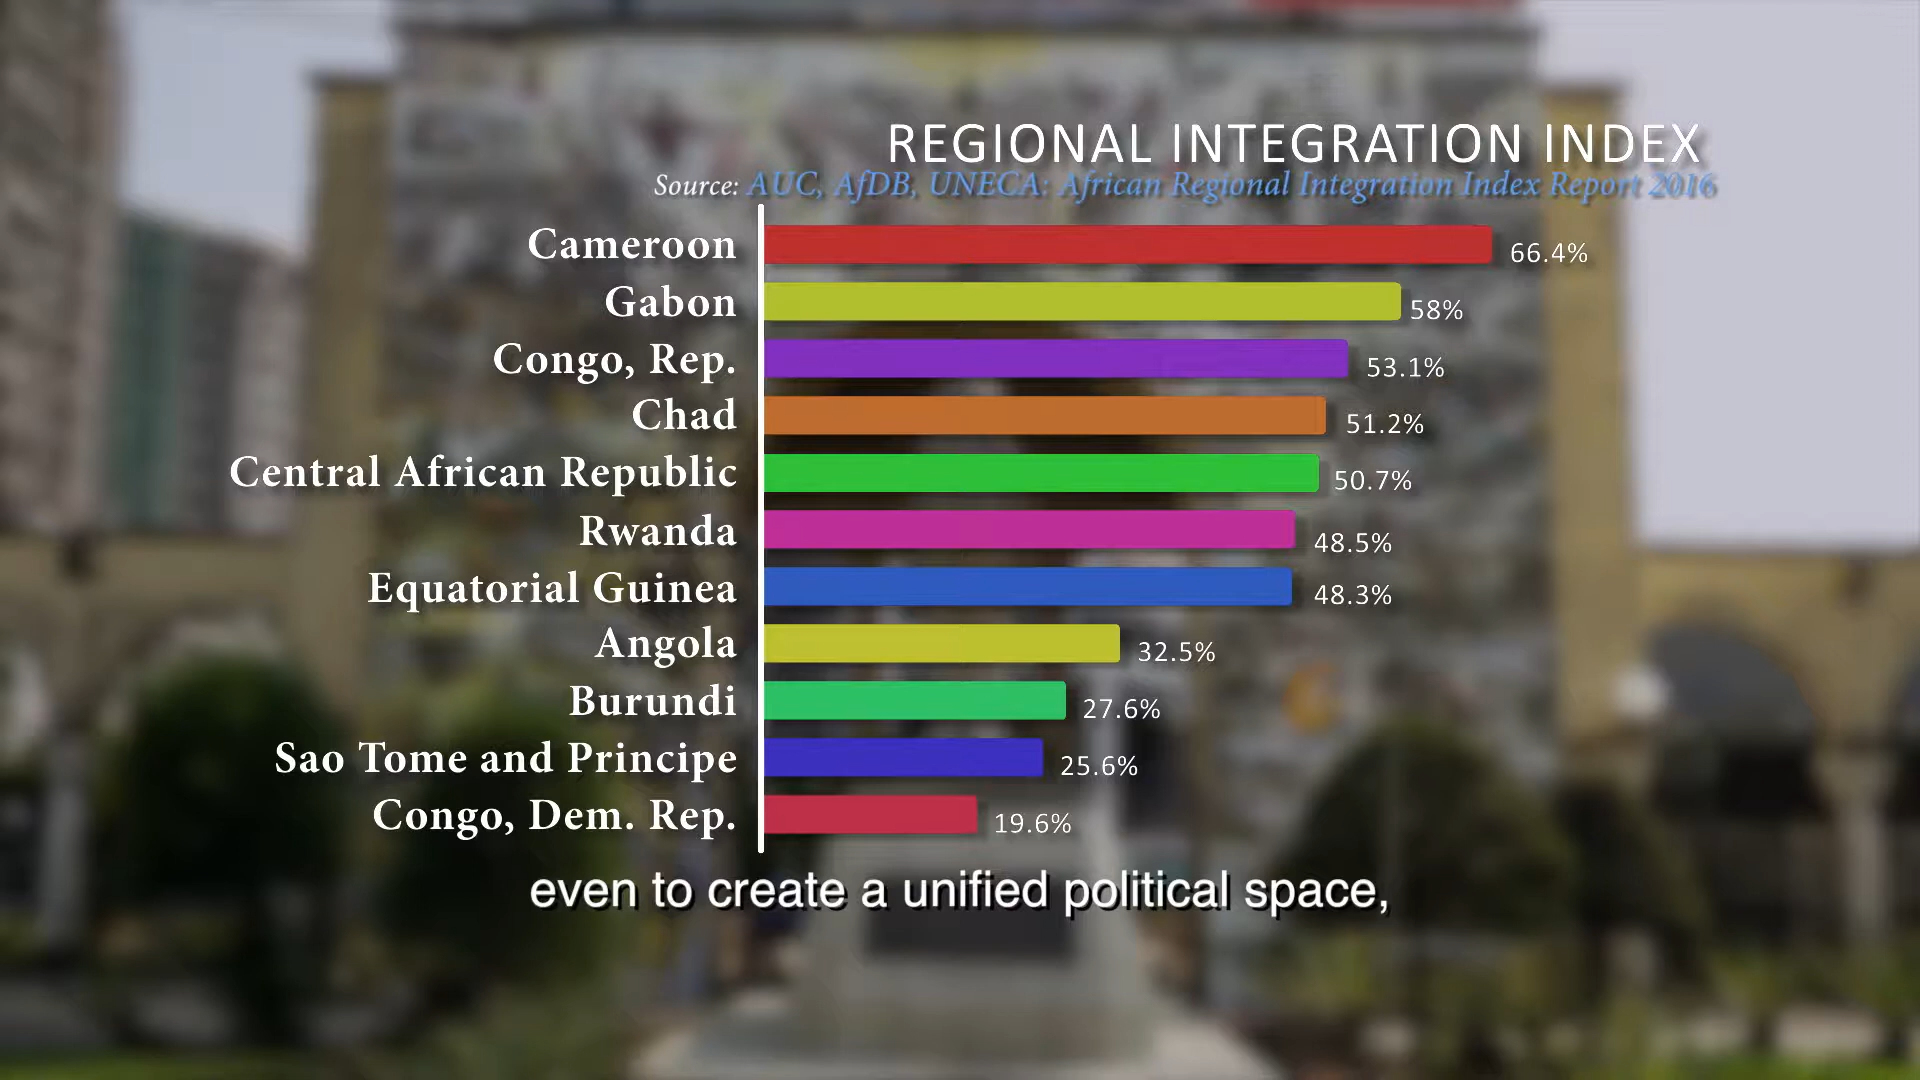 REGIONAL INTEGRATION INDEX
Source: AUC, AfDB, UNECA: African Regional Integration Index Report 2016
Cameroon 66.4%
Gabon 58%
Congo, Rep. 53.1%
Chad 51.2%
Central African Republic 50.7%
Rwanda 48.5%
Equatorial Guinea 48.3%
Angola 32.5%
Burundi 27.6%
Sao Tome and Principe 25.6%
Congo, Dem. Rep. 19.6%
even to create a unified political space,